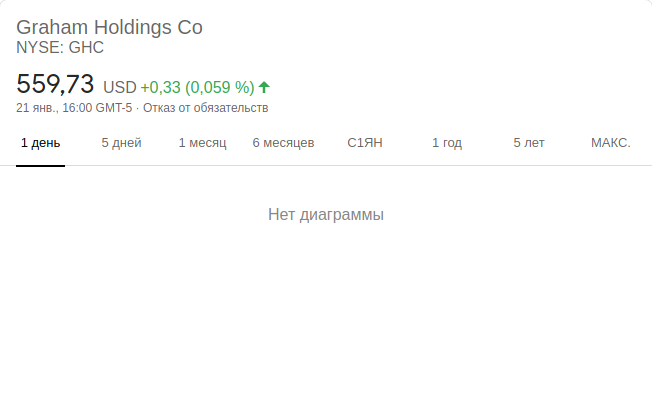 Graham Holdings Co
NYSE: GHC
559,73 USD +0,33 (0,059 %)
21 янв., 16:00 GMT-5 · Отказ от обязательств
1 день 5 дней 1 месяц 6 месяцев С1ЯН 1 год 5 лет МАКС.
Нет диаграммы